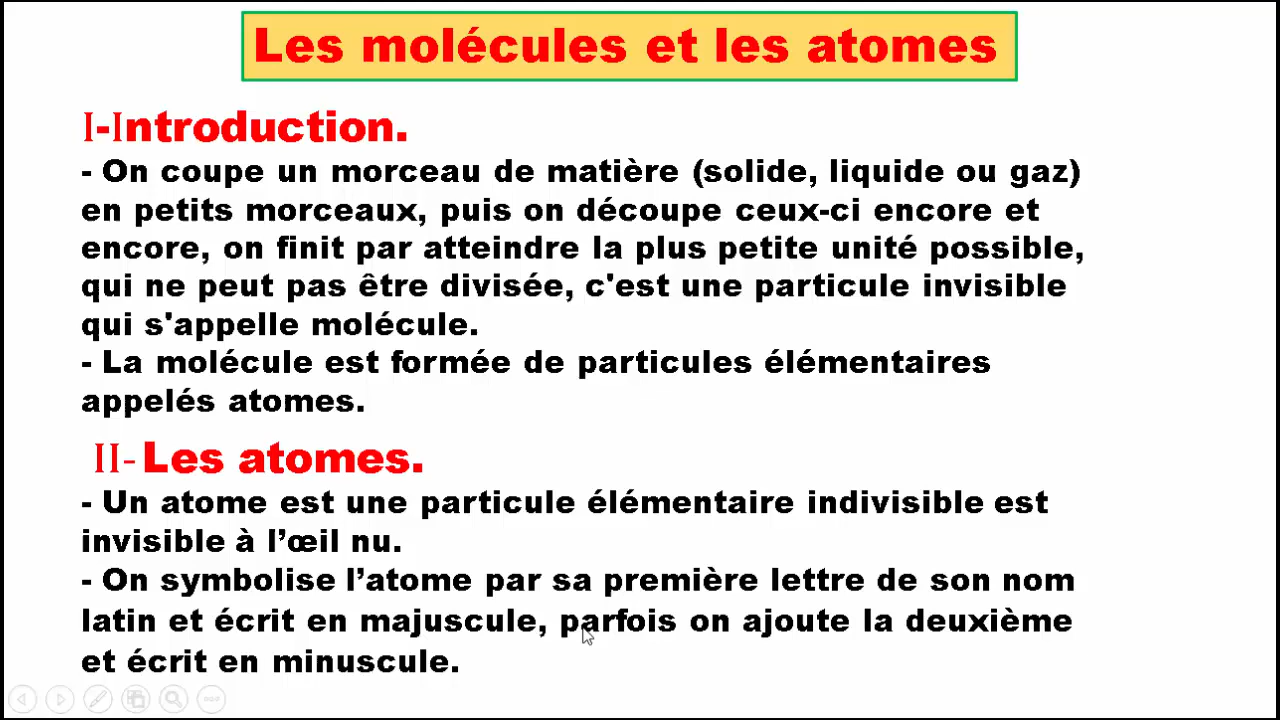 Les molécules et les atomes
I-Introduction.
- On coupe un morceau de matière (solide, liquide ou gaz)
en petits morceaux, puis on découpe ceux-ci encore et
encore, on finit par atteindre la plus petite unité possible,
qui ne peut pas être divisée, c'est une particule invisible
qui s'appelle molécule.
- La molécule est formée de particules élémentaires
appelés atomes.
II- Les atomes.
- Un atome est une particule élémentaire indivisible est
invisible à l’œil nu.
- On symbolise l’atome par sa première lettre de son nom
latin et écrit en majuscule, parfois on ajoute la deuxième
et écrit en minuscule.